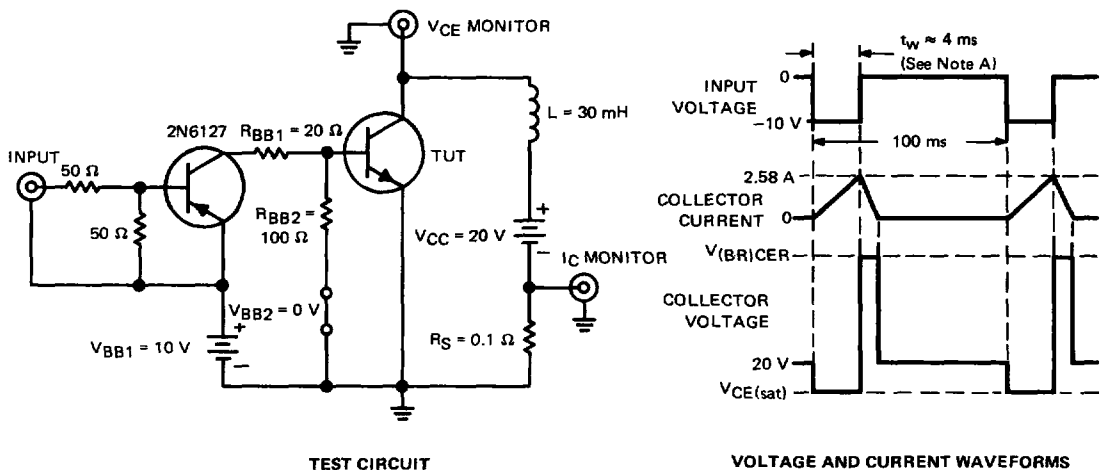 VCE MONITOR
L = 30 mH
2N6127
RBB1 = 20 Ω
TUT
INPUT
50 Ω
50 Ω
RBB2 =
100 Ω
VCC = 20 V
+
−
IC MONITOR
VBB2 = 0 V
RS = 0.1 Ω
VBB1 = 10 V
+
−
TEST CIRCUIT
tw ≈ 4 ms
(See Note A)
INPUT
VOLTAGE
0
−10 V
100 ms
2.58 A
COLLECTOR
CURRENT
0
V(BR)CER
COLLECTOR
VOLTAGE
20 V
VCE(sat)
VOLTAGE AND CURRENT WAVEFORMS